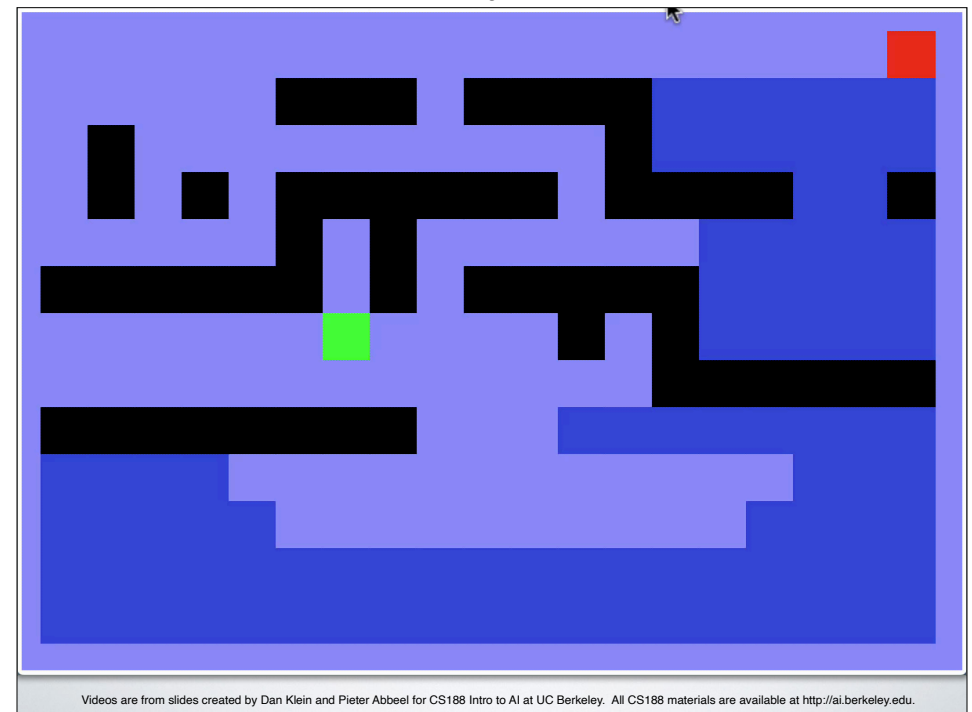 Videos are from slides created by Dan Klein and Pieter Abbeel for CS188 Intro to AI at UC Berkeley.  All CS188 materials are available at http://ai.berkeley.edu.